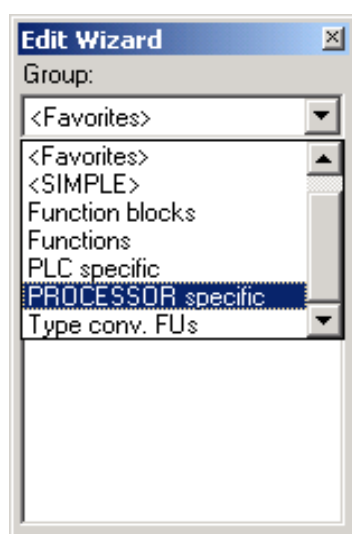 Edit Wizard
Group:
<Favorites>
<Favorites>
<SIMPLE>
Function blocks
Functions
PLC specific
PROCESSOR specific
Type conv. FUs